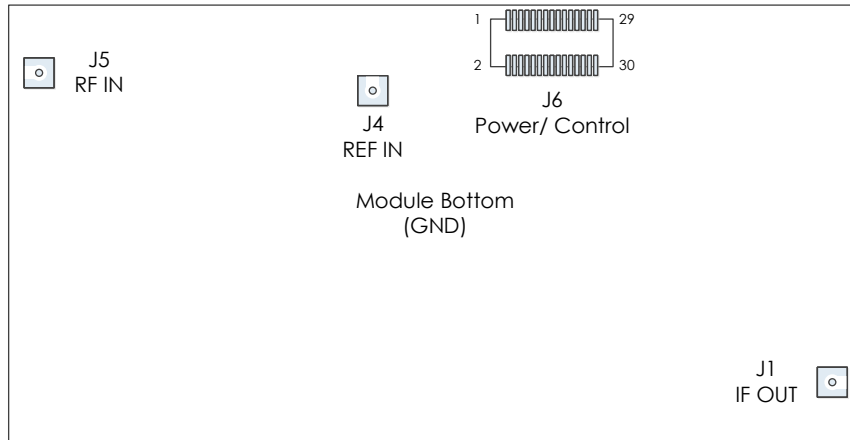 1
29
2
30
J5
RF IN
J4
REF IN
J6
Power/ Control
Module Bottom
(GND)
J1
IF OUT